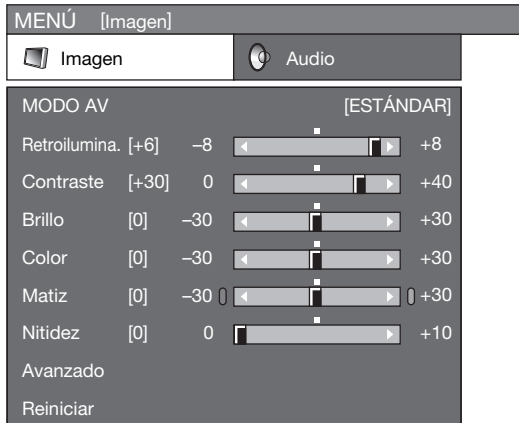 MENÚ [Imagen]
Imagen Audio
MODO AV [ESTÁNDAR]
Retroilumina. [+6] –8 +8
Contraste [+30] 0 +40
Brillo [0] –30 +30
Color [0] –30 +30
Matiz [0] –30 +30
Nitidez [0] 0 +10
Avanzado
Reiniciar